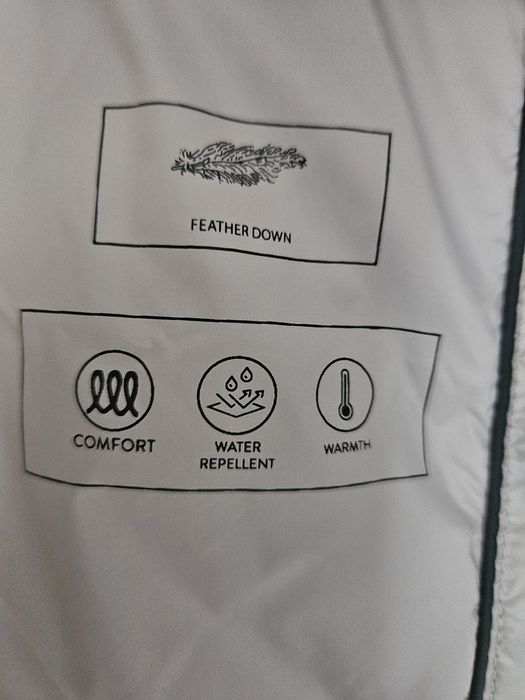 FEATHER DOWN
COMFORT
WATER
REPELLENT
WARMTH